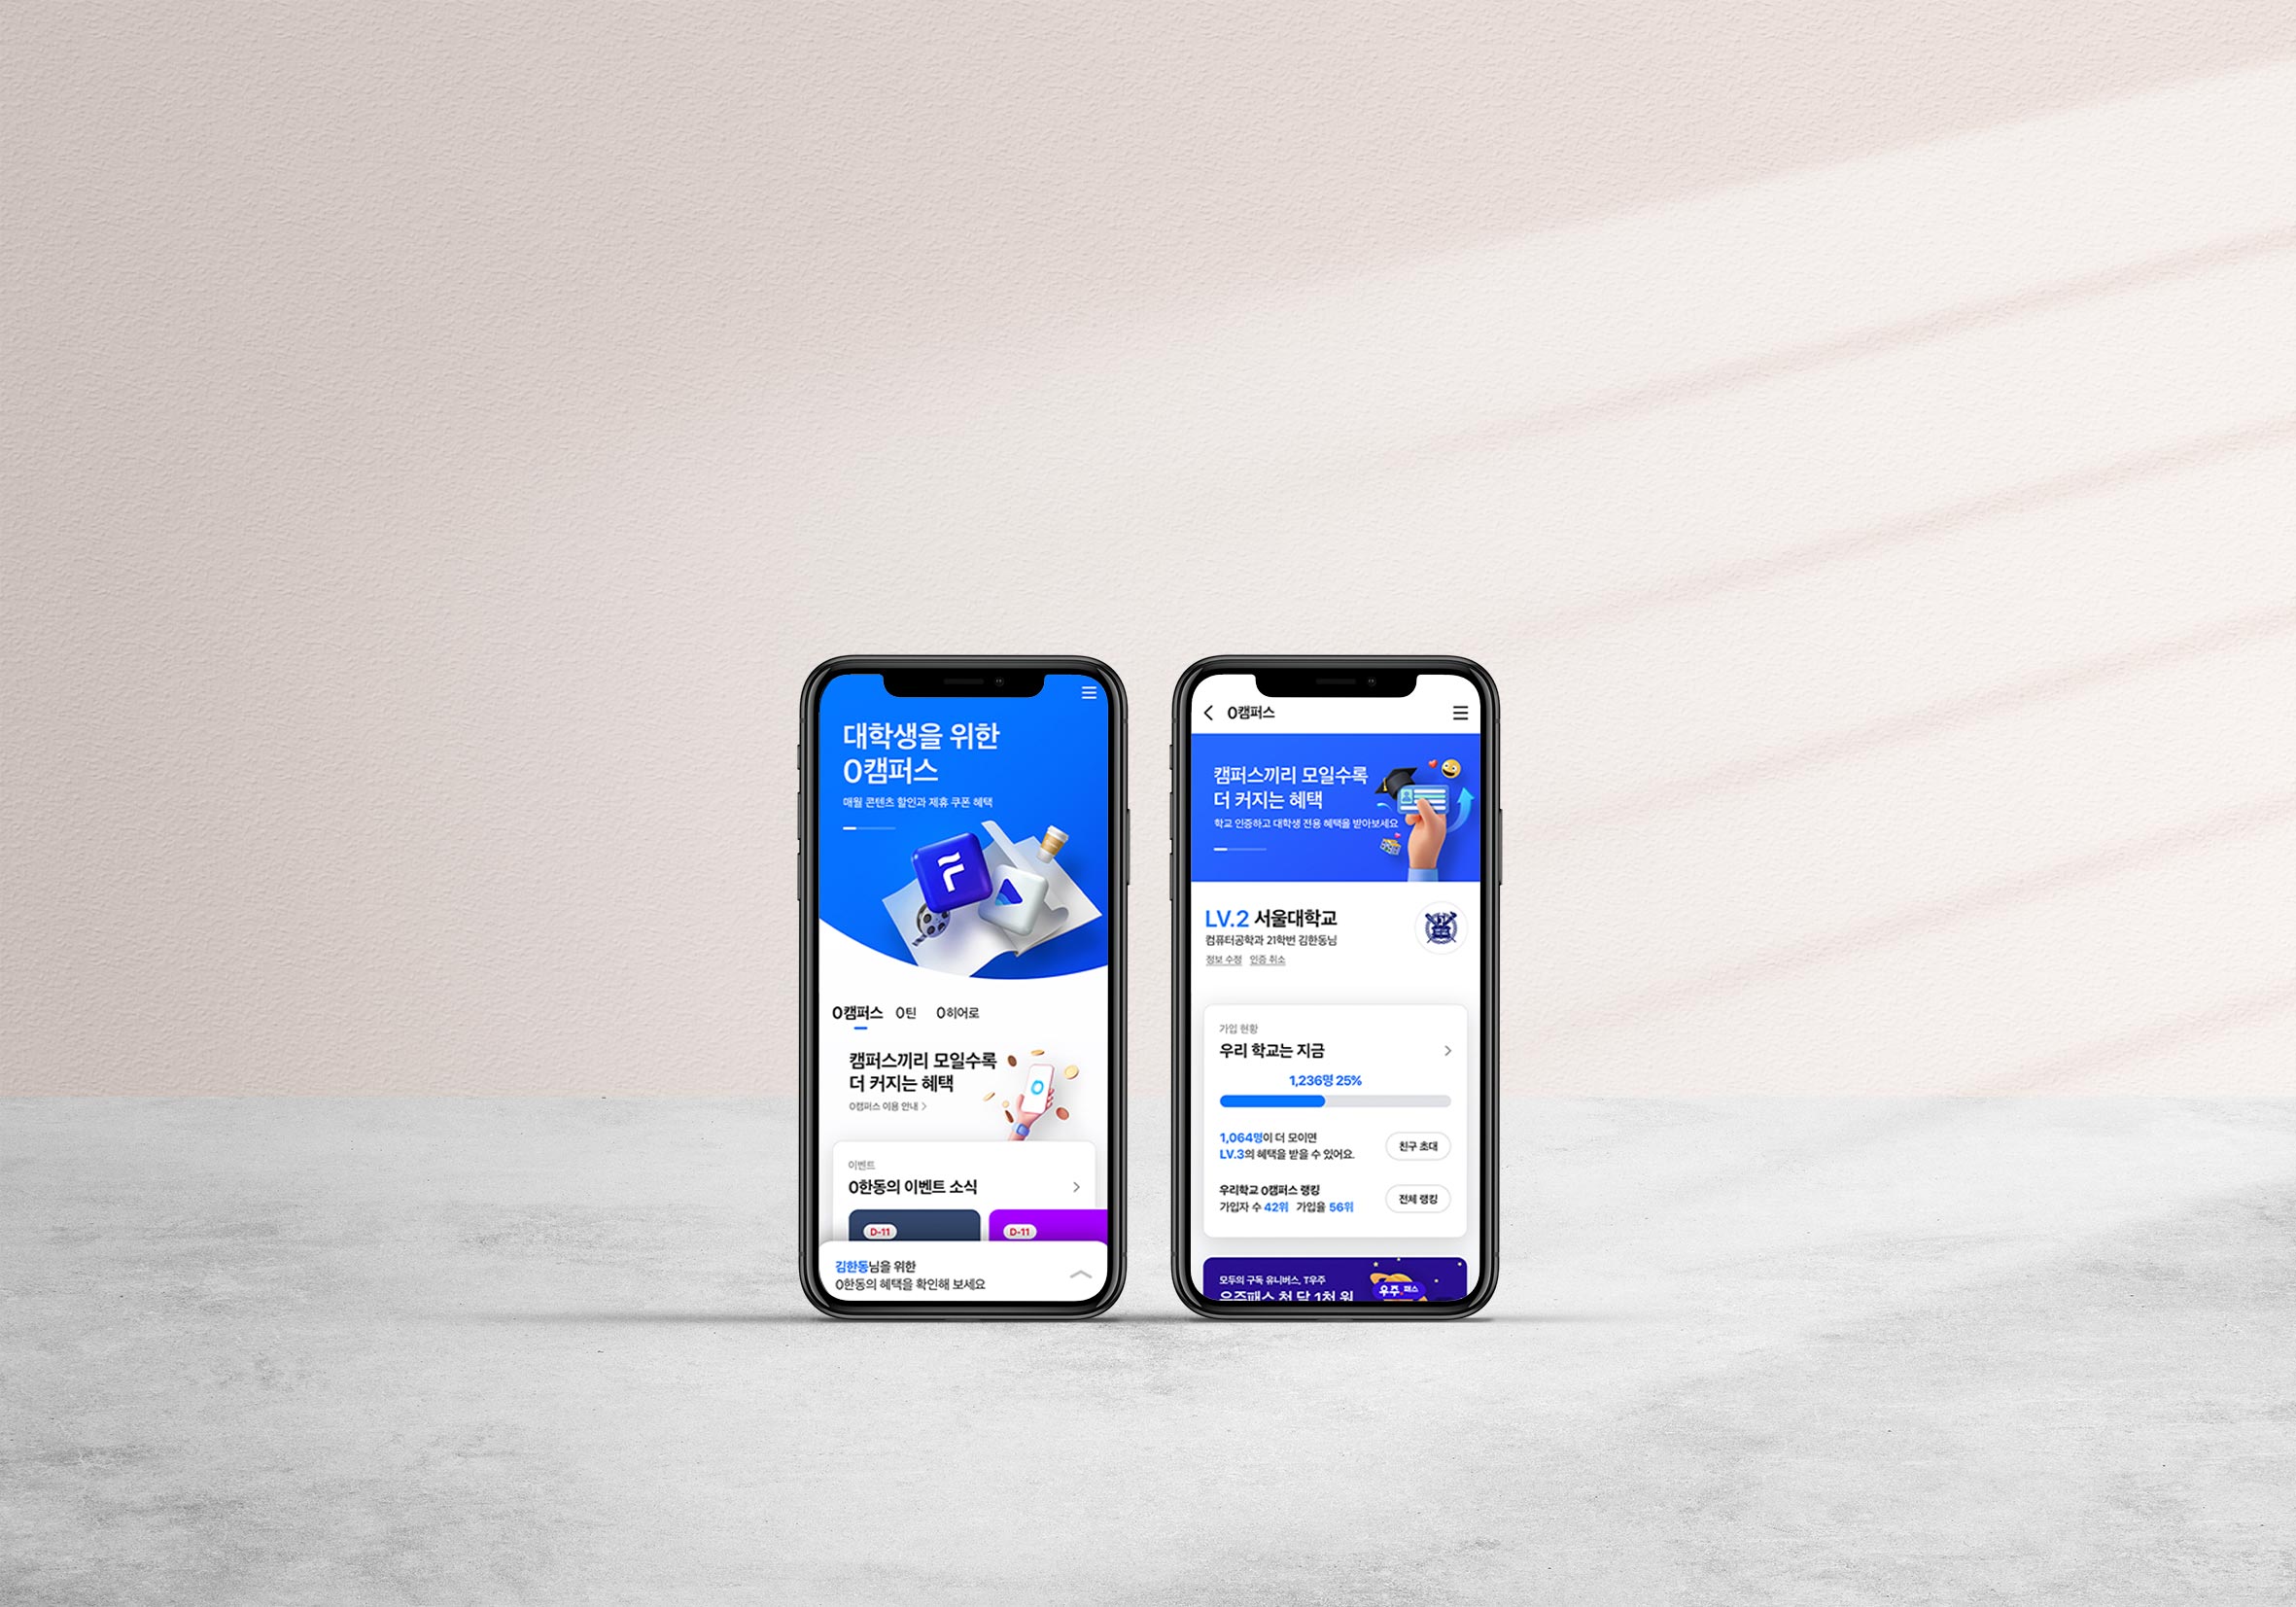 대학생을 위한
0캠퍼스
매월 콘텐츠 할인과 제휴 쿠폰 혜택
0캠퍼스 0틴 0히어로
캠퍼스끼리 모일수록
더 커지는 혜택
0캠퍼스 이용 안내 >
이벤트
0한동의 이벤트 소식
D-11 D-11
김한동님을 위한
0한동의 혜택을 확인해 보세요
0캠퍼스
캠퍼스끼리 모일수록
더 커지는 혜택
학교 인증하고 대학생 전용 혜택을 받아보세요
LV.2 서울대학교
컴퓨터공학과 21학번 김한동님
정보 수정 인증 취소
가입 현황
우리 학교는 지금
1,236명 25%
1,064명이 더 모이면
LV.3의 혜택을 받을 수 있어요.
친구 초대
우리학교 0캠퍼스 랭킹
가입자 수 42위 가입율 56위
전체 랭킹
모두의 구독 유니버스, T우주
우주패스 첫 달 1천 원
우주패스